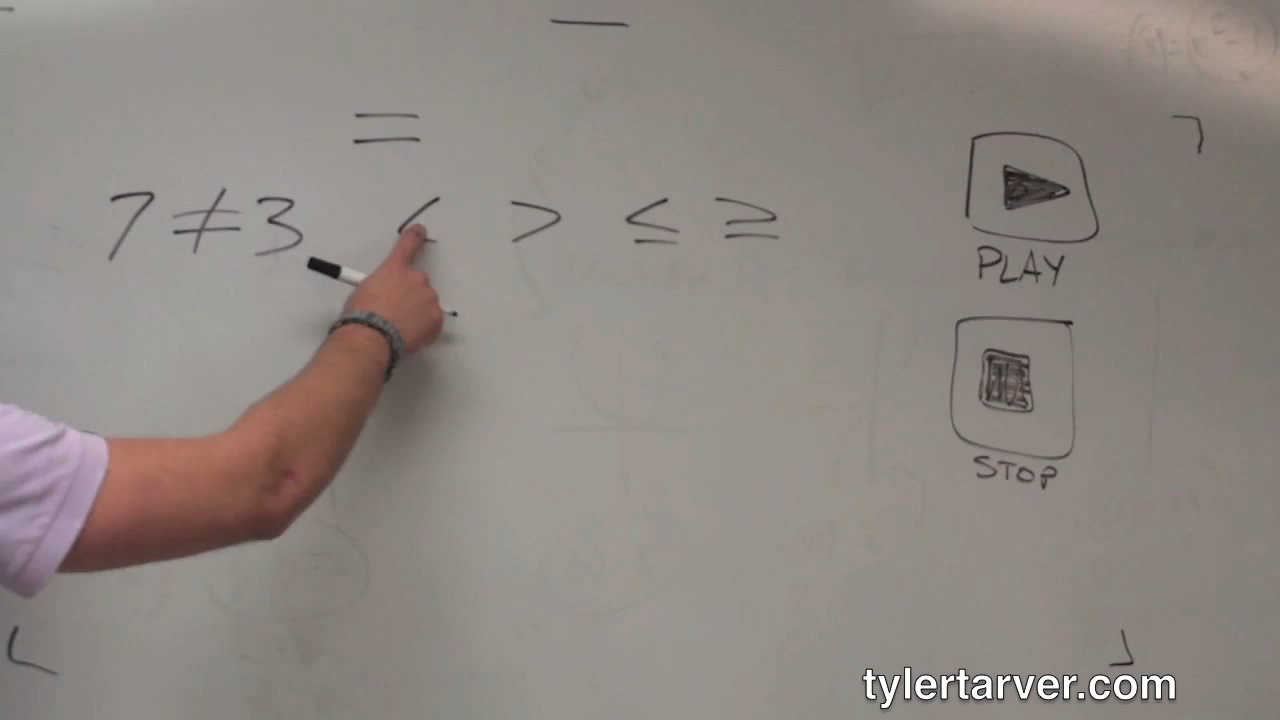 =
7 ≠ 3 < > ≤ ≥
PLAY
STOP
tylertarver.com